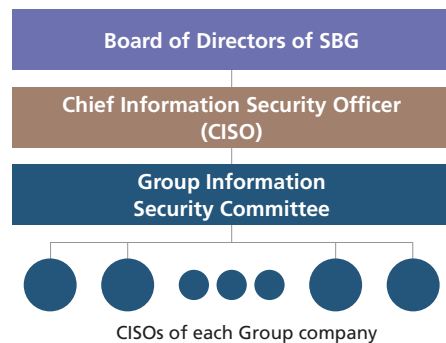 Board of Directors of SBG
Chief Information Security Officer
(CISO)
Group Information
Security Committee
CISOs of each Group company